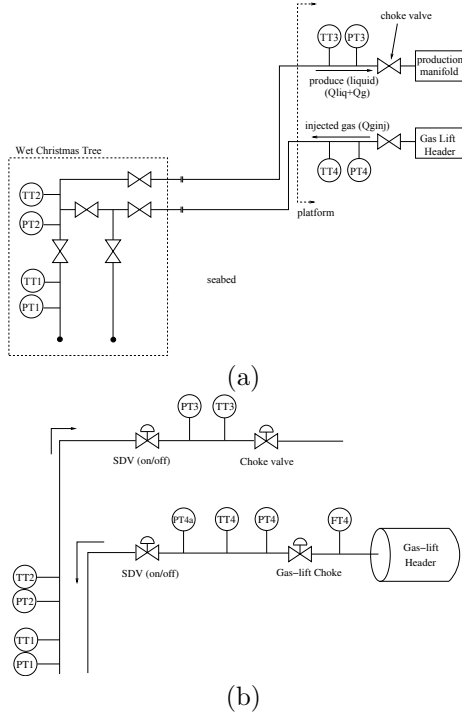 TT3
PT3
choke valve
production
manifold
produce (liquid)
(Qliq+Qg)
injected gas (Qginj)
Gas Lift
Header
TT4
PT4
platform
Wet Christmas Tree
TT2
PT2
TT1
PT1
seabed
(a)
PT3
TT3
SDV (on/off)
Choke valve
PT4a
TT4
PT4
FT4
SDV (on/off)
Gas-lift Choke
Gas-lift
Header
TT2
PT2
TT1
PT1
(b)